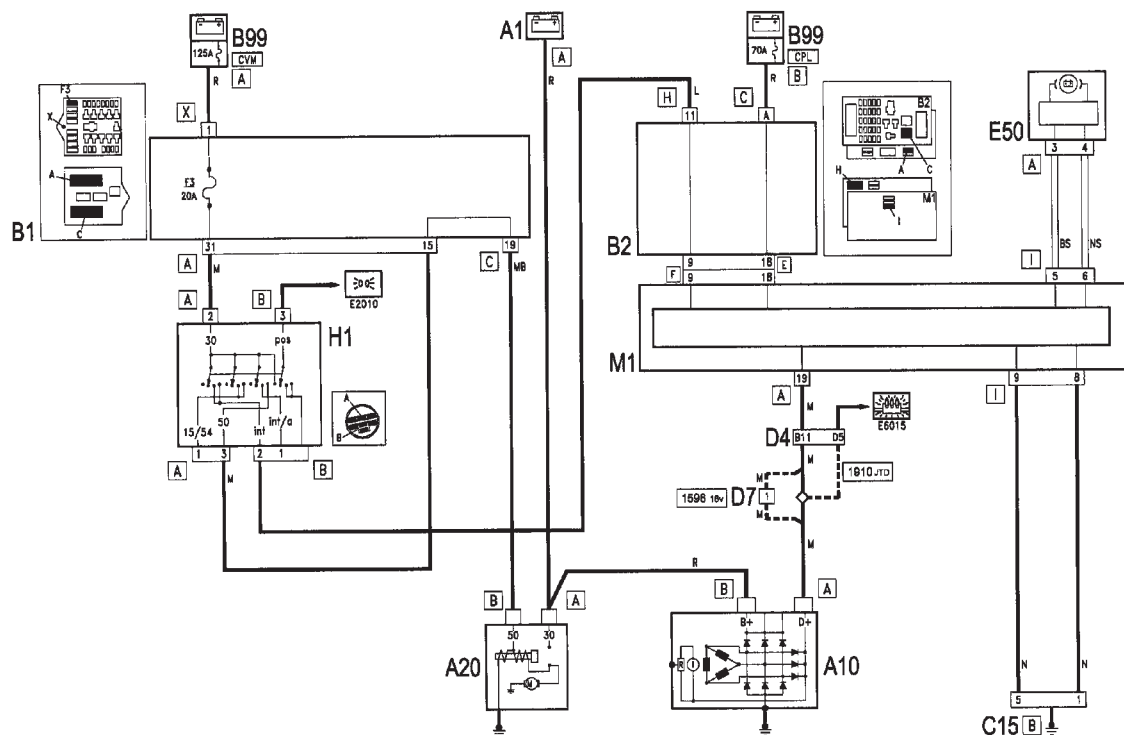 B99
125A
CVM
R
A
A1
A
R
B99
70A
CPL
R
B
F3
X
A
C
B1
X
1
F3
20A
31
15
19
A
M
C
MB
H
L
11
C
A
B2
9
18
F
9
18
E
B2
A
C
H
M1
I
E50
3
4
A
BS
NS
I
5
6
M1
A
2
B
3
E2010
H1
30
pos
50
int/a
15/54
int
A
1
3
2
1
B
M
A
B
19
A
M
9
8
I
D4
B11
D5
E6015
M
1910 JTD
1596 16v
D7
M
1
M
M
R
B
A
50
30
A20
M
B
A
B+
D+
R
I
A10
N
N
5
1
C15
B